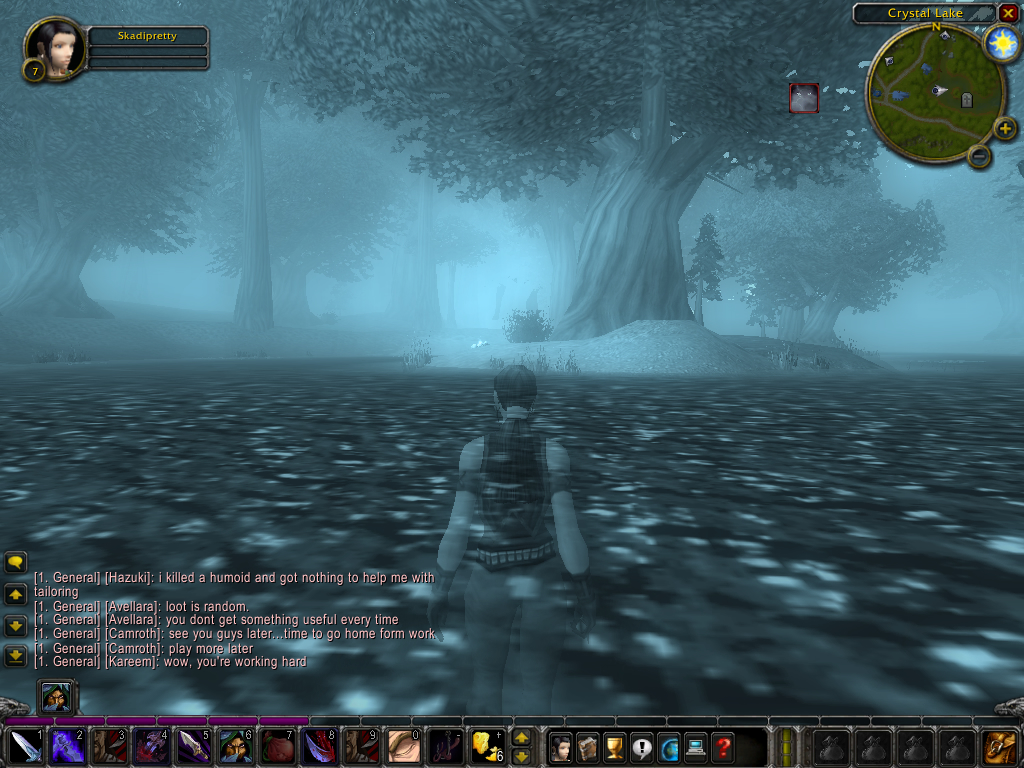 Skadipretty
7
Crystal Lake
N
[1. General] [Hazuki]: i killed a humoid and got nothing to help me with
tailoring
[1. General] [Avellara]: loot is random.
[1. General] [Avellara]: you dont get something useful every time
[1. General] [Camroth]: see you guys later...time to go home form work
[1. General] [Camroth]: play more later
[1. General] [Kareem]: wow, you're working hard
1 2 3 4 5 6 7 8 9 0 - +
6